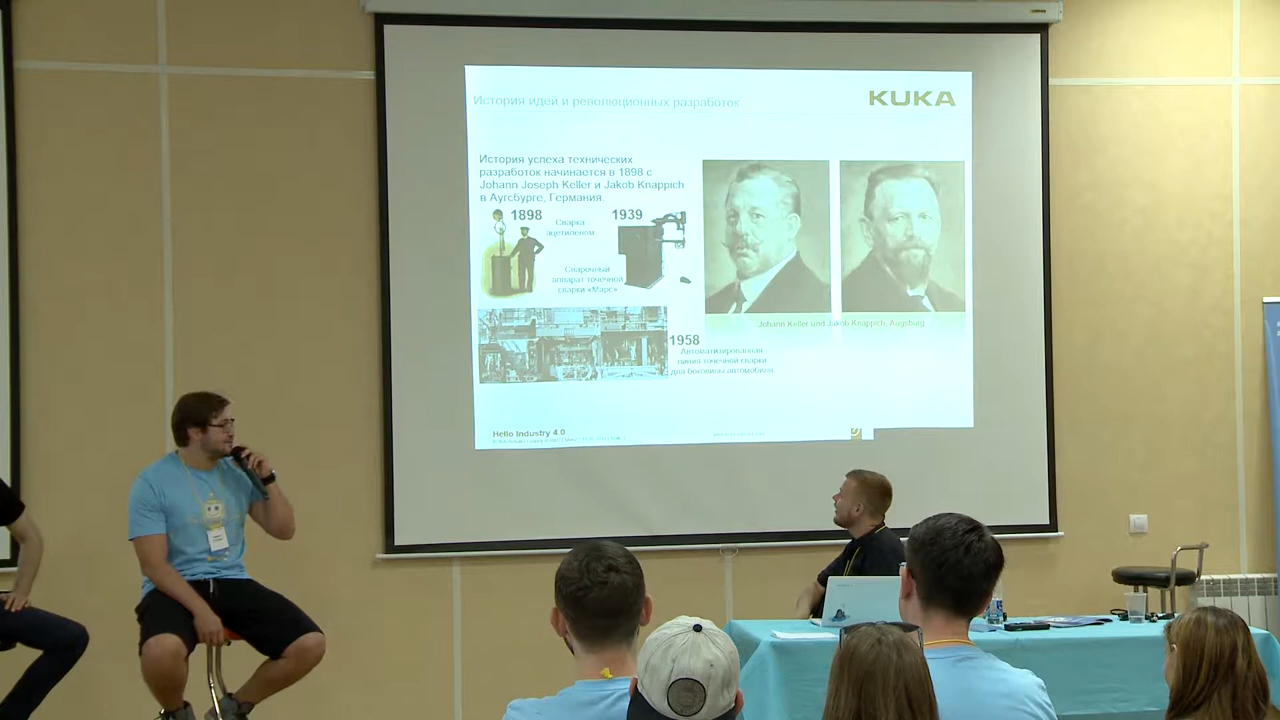 История идей и революционных разработок
KUKA
История успеха технических
разработок начинается в 1898 с
Johann Joseph Keller и Jakob Knappich
в Аугсбурге, Германия.
1898
Сварка
ацетиленом
1939
Сварочный
аппарат точечной
сварки «Марс»
Johann Keller und Jakob Knappich, Augsburg
1958
Автоматизированная
линия точечной сварки
для боковины автомобиля
Hello Industry 4.0